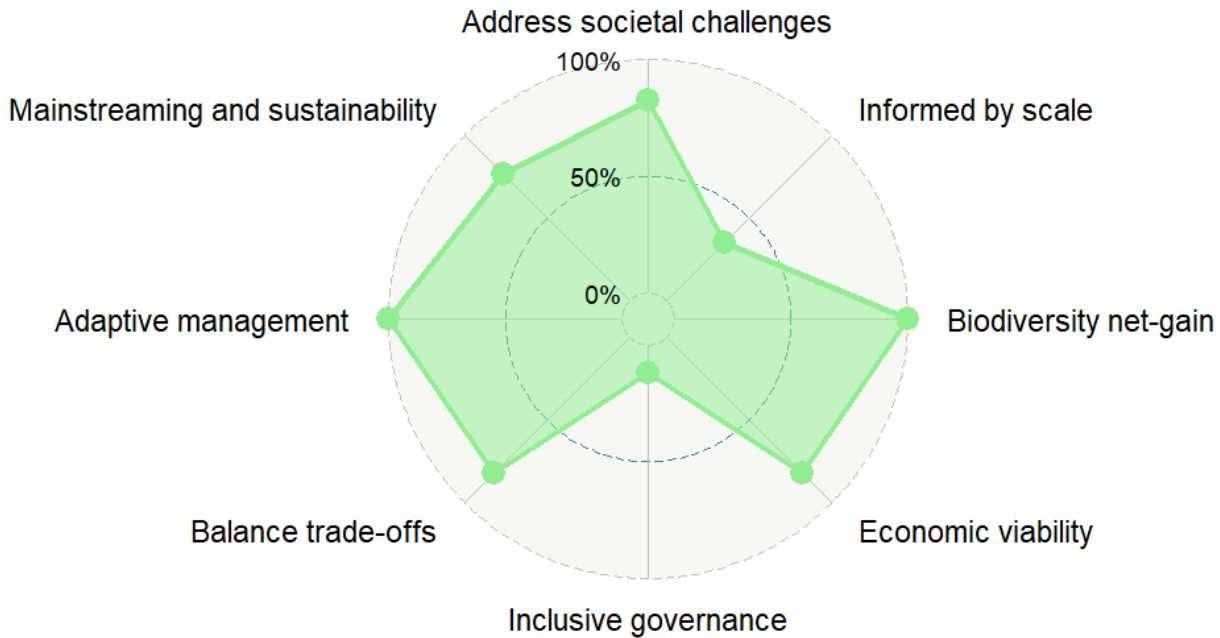 Address societal challenges
100%
Mainstreaming and sustainability
Informed by scale
50%
0%
Adaptive management
Biodiversity net-gain
Balance trade-offs
Economic viability
Inclusive governance